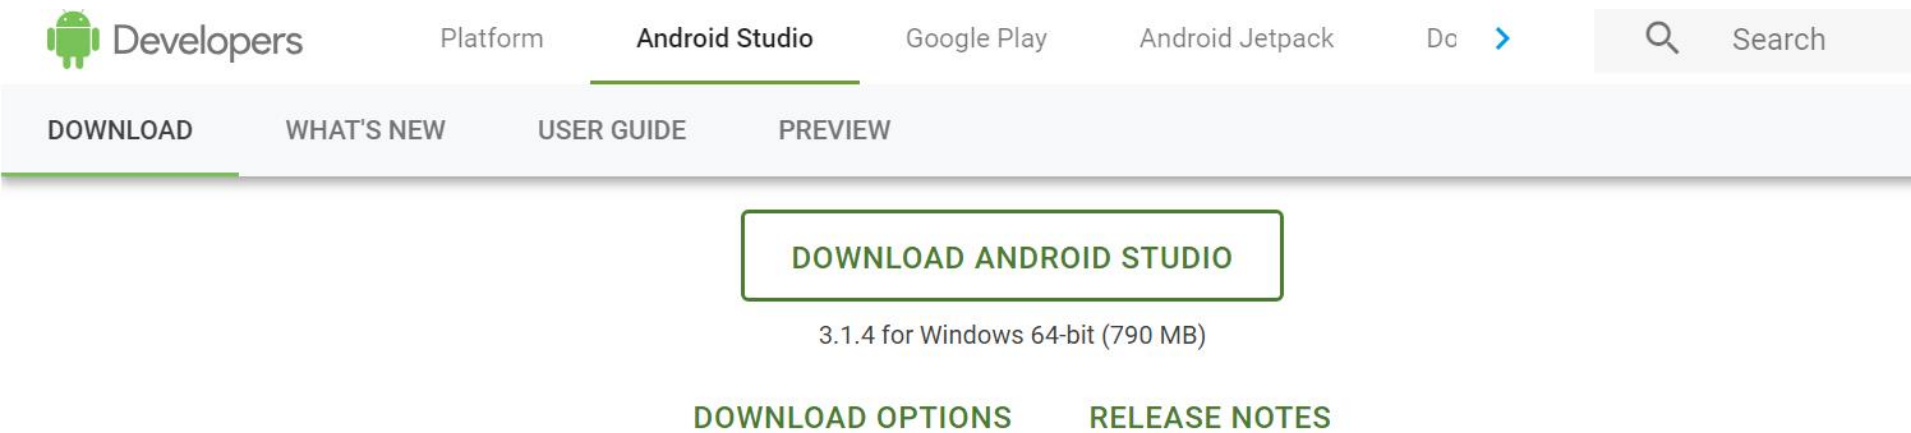 Developers Platform Android Studio Google Play Android Jetpack Search
DOWNLOAD WHAT'S NEW USER GUIDE PREVIEW
DOWNLOAD ANDROID STUDIO
3.1.4 for Windows 64-bit (790 MB)
DOWNLOAD OPTIONS RELEASE NOTES